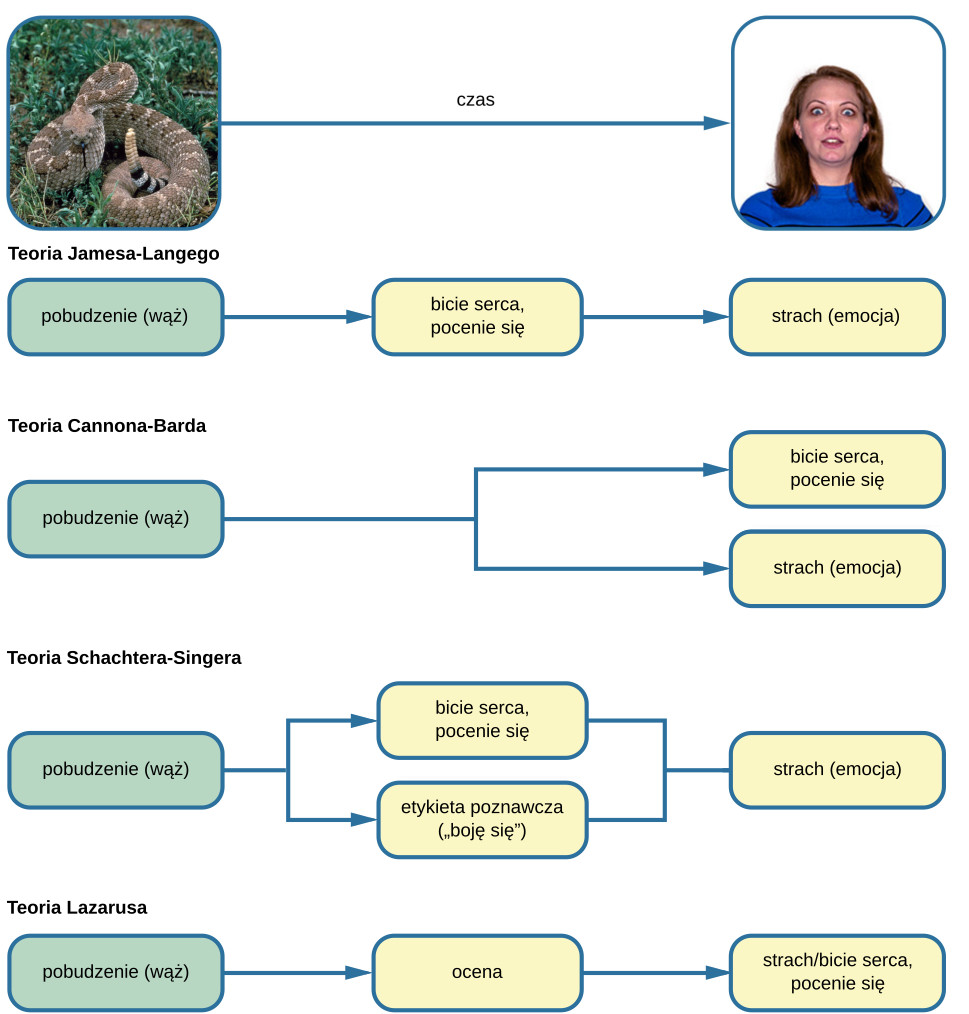 czas
Teoria Jamesa-Langego
pobudzenie (wąż)
bicie serca,
pocenie się
strach (emocja)
Teoria Cannona-Barda
pobudzenie (wąż)
bicie serca,
pocenie się
strach (emocja)
Teoria Schachtera-Singera
pobudzenie (wąż)
bicie serca,
pocenie się
etykieta poznawcza
(„boję się”)
strach (emocja)
Teoria Lazarusa
pobudzenie (wąż)
ocena
strach/bicie serca,
pocenie się